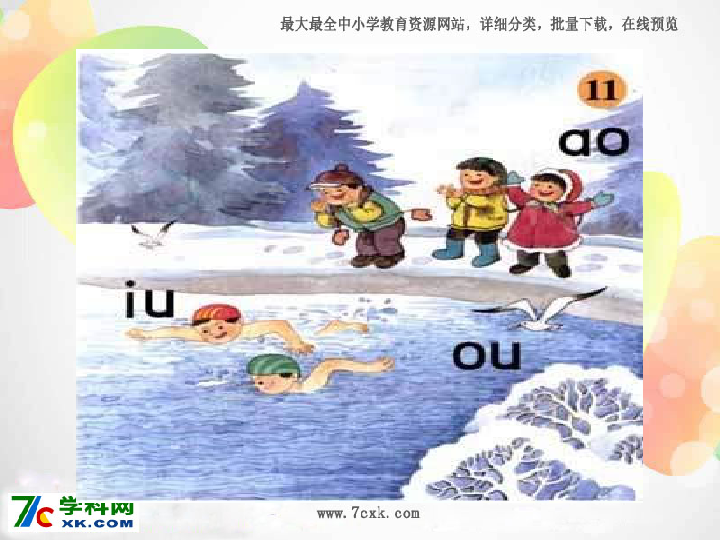 最大最全中小学教育资源网站，详细分类，批量下载，在线预览
11
ao
iu
ou
7C 学科网
XK.COM
www.7cxk.com